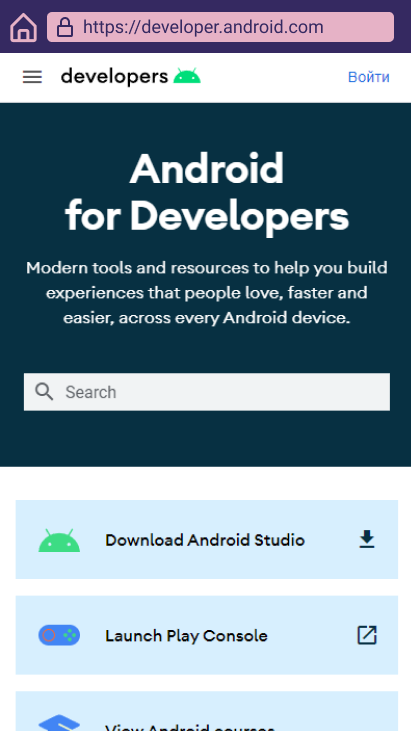 https://developer.android.com
developers
Войти
Android
for Developers
Modern tools and resources to help you build
experiences that people love, faster and
easier, across every Android device.
Search
Download Android Studio
Launch Play Console
View Android courses